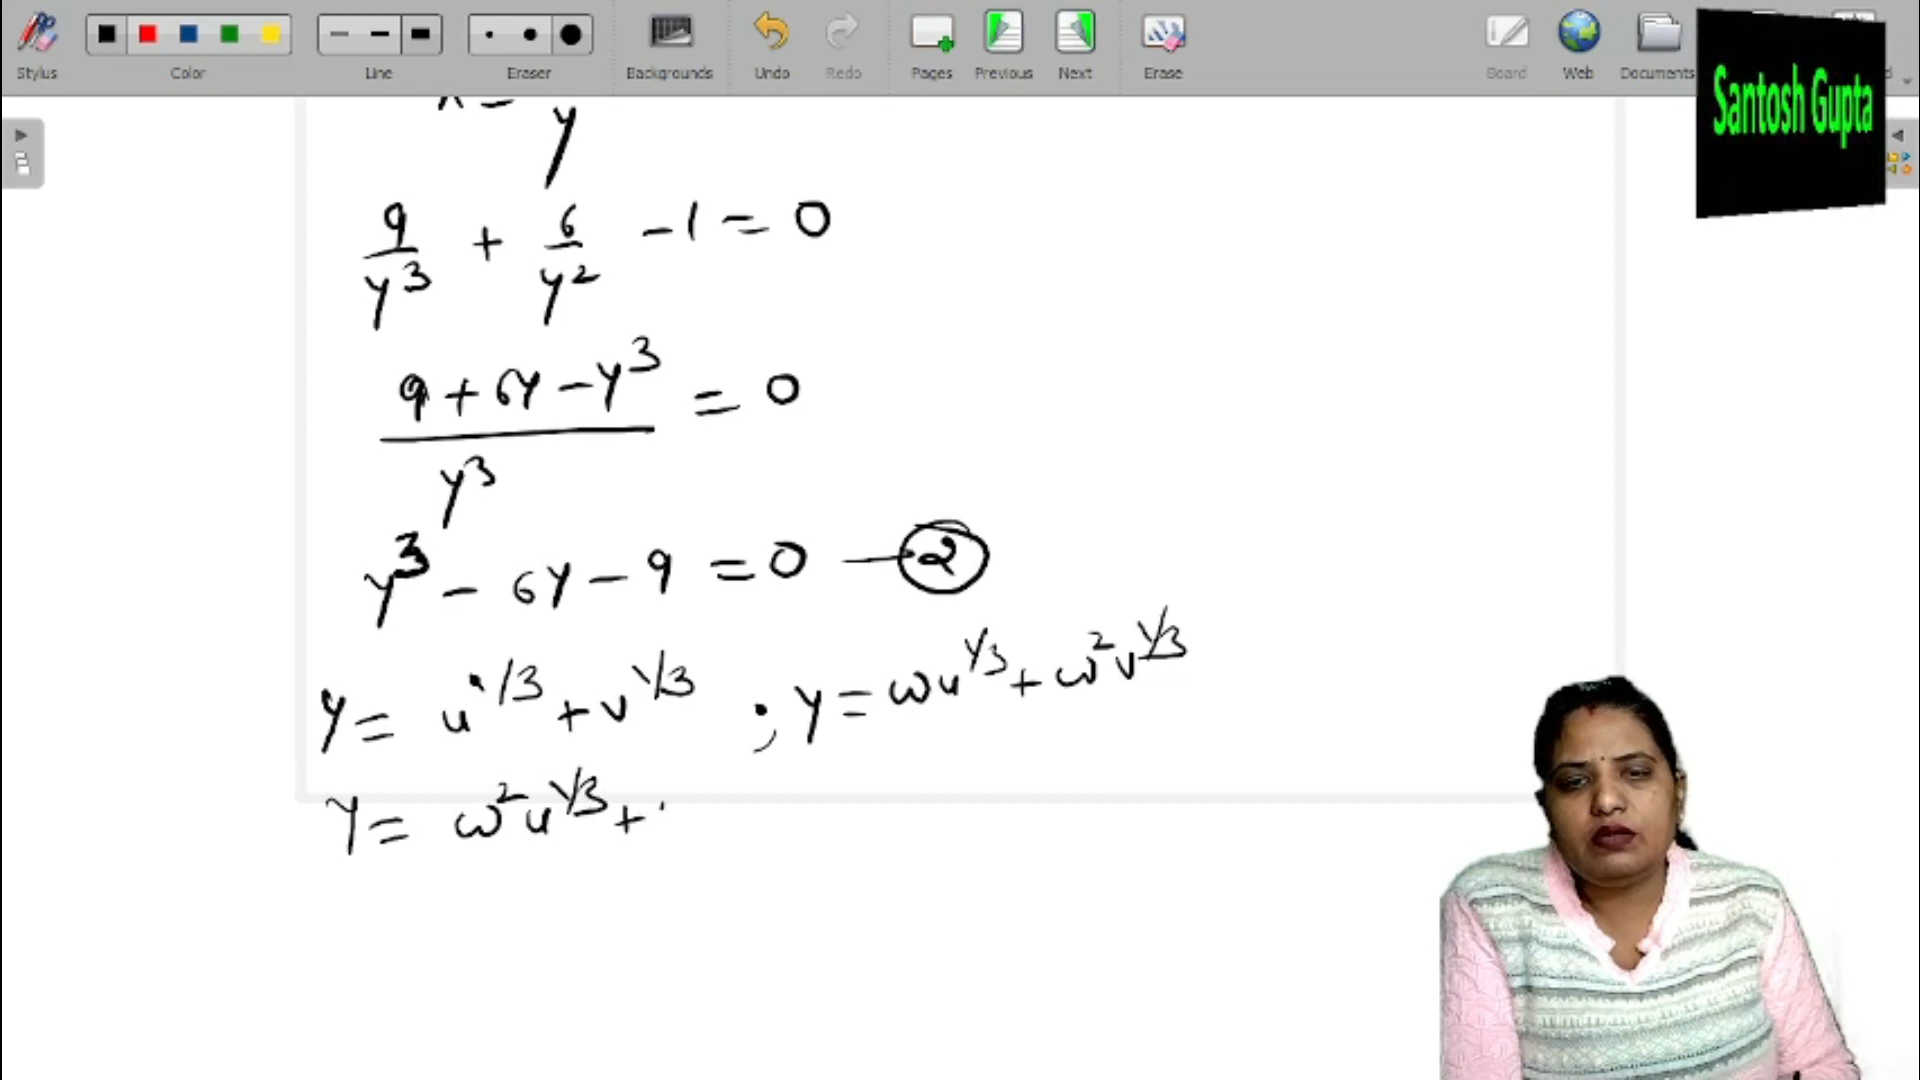 Stylus Color Line Eraser Backgrounds Undo Redo Pages Previous Next Erase Board Web Documents
Santosh Gupta
y
9/y³ + 6/y² - 1 = 0
(9 + 6y - y³)/y³ = 0
y³ - 6y - 9 = 0 — 2
y = u^1/3 + v^1/3 ; y = ωu^1/3 + ω²v^1/3
y = ω²u^1/3 +